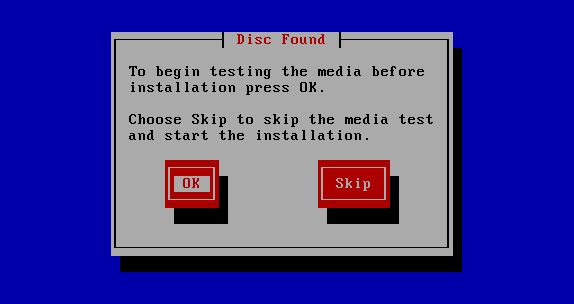 Disc Found
To begin testing the media before
installation press OK.
Choose Skip to skip the media test
and start the installation.
OK
Skip